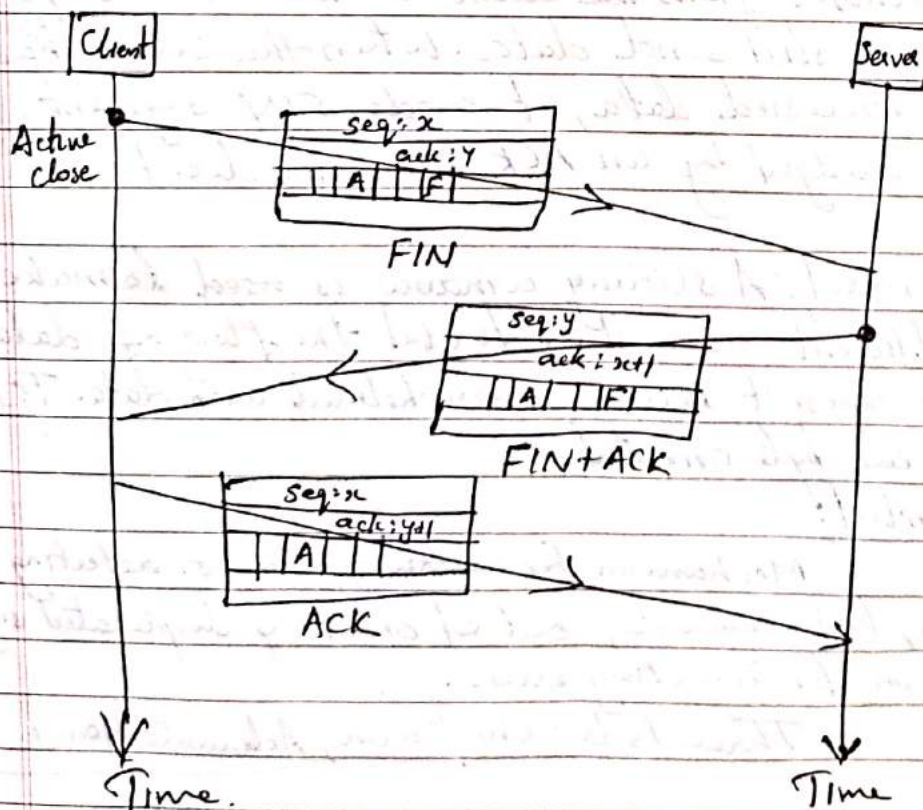 Client
Server
Active
close
seq: x
ack: y
A F
FIN
seq: y
ack: x+1
A F
FIN+ACK
seq: x
ack: y+1
A
ACK
Time.
Time